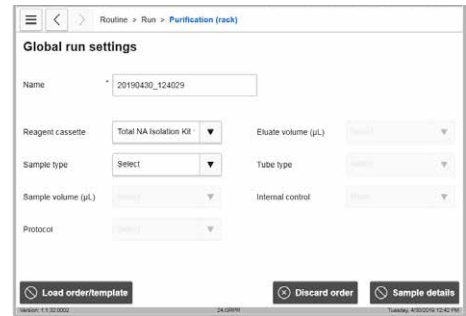 Routine > Run > Purification (rack)
Global run settings
Name * 20190430_124029
Reagent cassette Total NA Isolation Kit Eluate volume (µL) Select
Sample type Select Tube type Select
Sample volume (µL) Select Internal control
Protocol Select
Load order/template Discard order Sample details
Version: 1.1.32.0002 Tuesday, 4/30/2019 12:42 PM